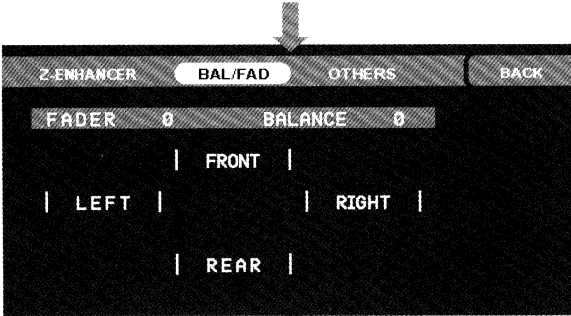 Z-ENHANCER BAL/FAD OTHERS BACK
FADER 0 BALANCE 0
FRONT
LEFT RIGHT
REAR